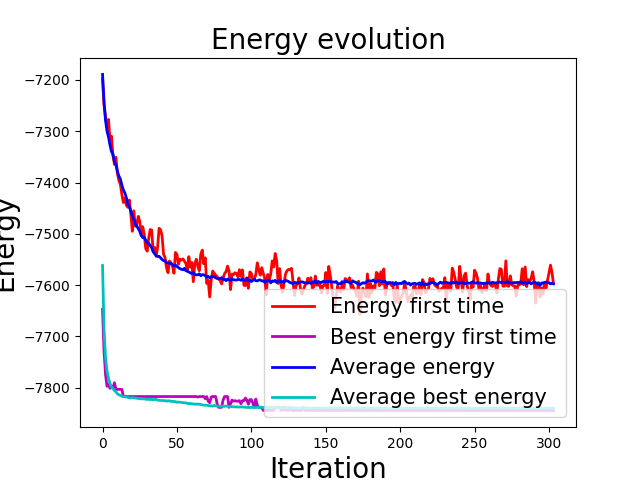 Energy evolution
Energy
−7200
−7300
−7400
−7500
−7600
−7700
−7800
Energy first time
Best energy first time
Average energy
Average best energy
0 50 100 150 200 250 300
Iteration